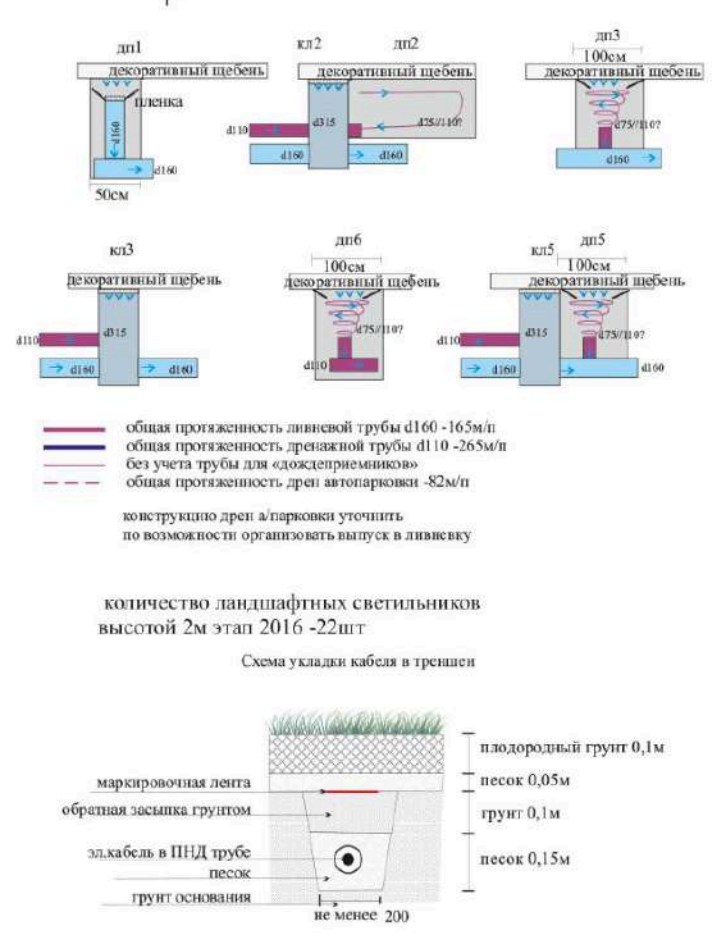 дп1
декоративный щебень
пленка
d160
d160
50см
кл2 дп2
декоративный щебень
d315
d75//110?
d110
d160 d160
дп3
100см
декоративный щебень
d75//110?
d160
кл3
декоративный щебень
d315
d110
d160 d160
дп6
100см
декоративный щебень
d75//110?
d110
кл5 дп5
100см
декоративный щебень
d315
d75//110?
d110
d160 d160
общая протяженность ливневой трубы d160 -165м/п
общая протяженность дренажной трубы d110 -265м/п
без учета трубы для «дождеприемников»
общая протяженность дрен автопарковки -82м/п
конструкцию дрен а/парковки уточнить
по возможности организовать выпуск в ливневку
количество ландшафтных светильников
высотой 2м этап 2016 -22шт
Схема укладки кабеля в траншеи
плодородный грунт 0,1м
маркировочная лента
песок 0,05м
обратная засыпка грунтом
грунт 0,1м
эл.кабель в ПНД трубе
песок 0,15м
песок
грунт основания
не менее 200